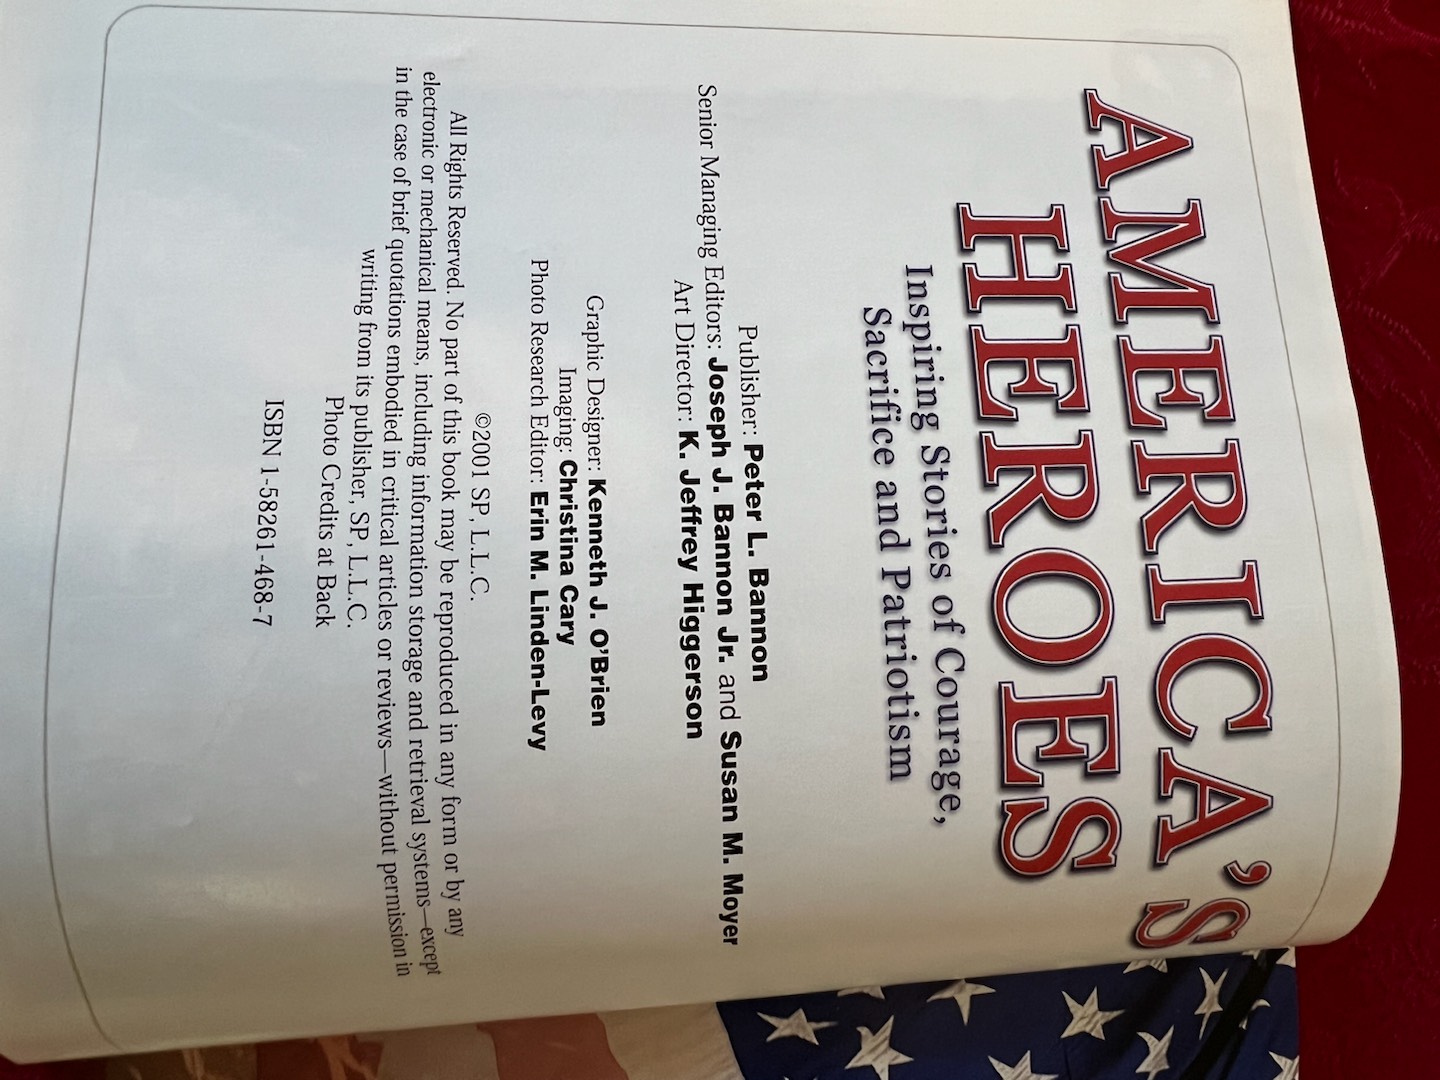 AMERICA'S
HEROES
Inspiring Stories of Courage,
Sacrifice and Patriotism
Publisher: Peter L. Bannon
Senior Managing Editors: Joseph J. Bannon Jr. and Susan M. Moyer
Art Director: K. Jeffrey Higgerson
Graphic Designer: Kenneth J. O'Brien
Imaging: Christina Cary
Photo Research Editor: Erin M. Linden-Levy
©2001 SP, L.L.C.
All Rights Reserved. No part of this book may be reproduced in any form or by any
electronic or mechanical means, including information storage and retrieval systems—except
in the case of brief quotations embodied in critical articles or reviews—without permission in
writing from its publisher, SP, L.L.C.
Photo Credits at Back
ISBN 1-58261-468-7